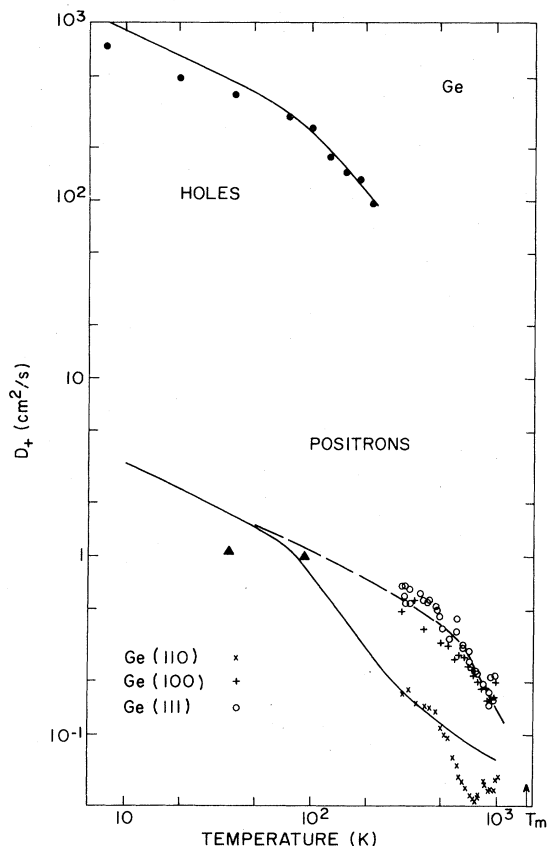 10³
Ge
10²
HOLES
10
D₊ (cm²/s)
POSITRONS
1
Ge (110) x
Ge (100) +
Ge (111) o
10⁻¹
10 10² 10³ Tm
TEMPERATURE (K)